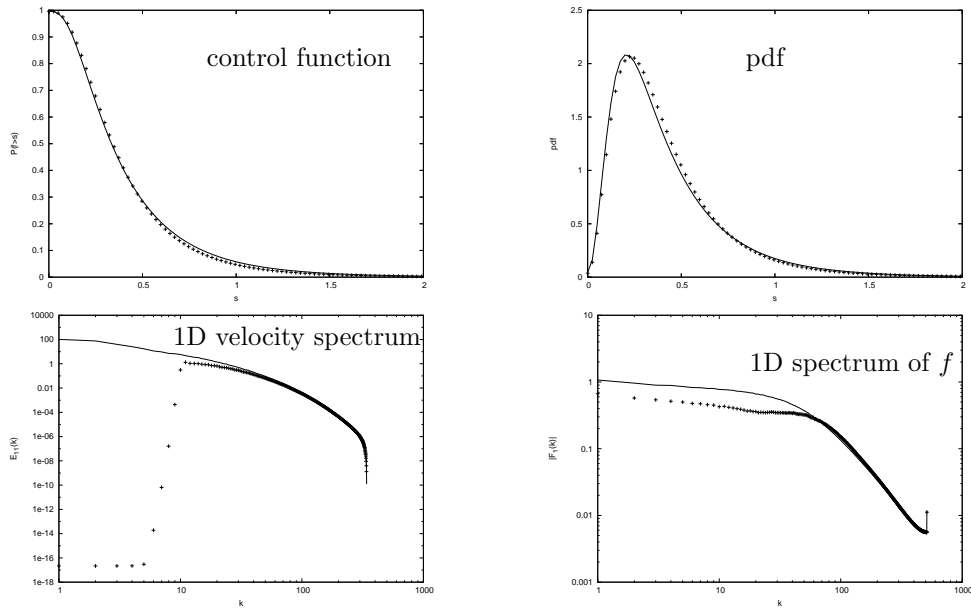 control function
P(f>s)
1
0.9
0.8
0.7
0.6
0.5
0.4
0.3
0.2
0.1
0
0
0.5
1
1.5
2
s
pdf
pdf
2.5
2
1.5
1
0.5
0
0
0.5
1
1.5
2
s
1D velocity spectrum
E₁₁(k)
10000
100
1
0.01
1e-04
1e-06
1e-08
1e-10
1e-12
1e-14
1e-16
1e-18
1
10
100
1000
k
1D spectrum of f
|F₁(k)|
10
1
0.1
0.01
0.001
1
10
100
1000
k